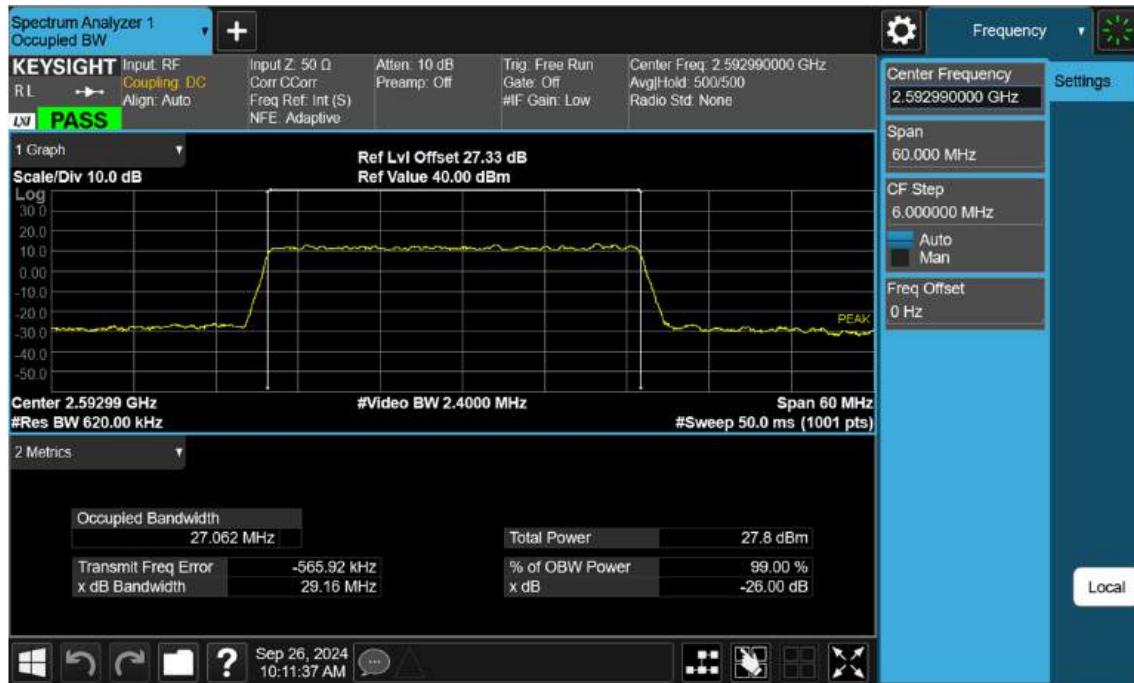 Spectrum Analyzer 1
Occupied BW
+
Frequency
KEYSIGHT
RL
LXI PASS
Input: RF
Coupling: DC
Align: Auto
Input Z: 50 Ω
Corr CCorr
Freq Ref: Int (S)
NFE: Adaptive
Atten: 10 dB
Preamp: Off
Trig: Free Run
Gate: Off
#IF Gain: Low
Center Freq: 2.592990000 GHz
Avg|Hold: 500/500
Radio Std: None
Center Frequency
2.592990000 GHz
Settings
Span
60.000 MHz
CF Step
6.000000 MHz
Auto
Man
Freq Offset
0 Hz
Local
1 Graph
Scale/Div 10.0 dB
Ref Lvl Offset 27.33 dB
Ref Value 40.00 dBm
Log
30.0
20.0
10.0
0.00
-10.0
-20.0
-30.0
-40.0
-50.0
PEAK
Center 2.59299 GHz
#Video BW 2.4000 MHz
Span 60 MHz
#Res BW 620.00 kHz
#Sweep 50.0 ms (1001 pts)
2 Metrics
Occupied Bandwidth
27.062 MHz
Total Power 27.8 dBm
Transmit Freq Error -565.92 kHz
% of OBW Power 99.00 %
x dB Bandwidth 29.16 MHz
x dB -26.00 dB
?
Sep 26, 2024
10:11:37 AM